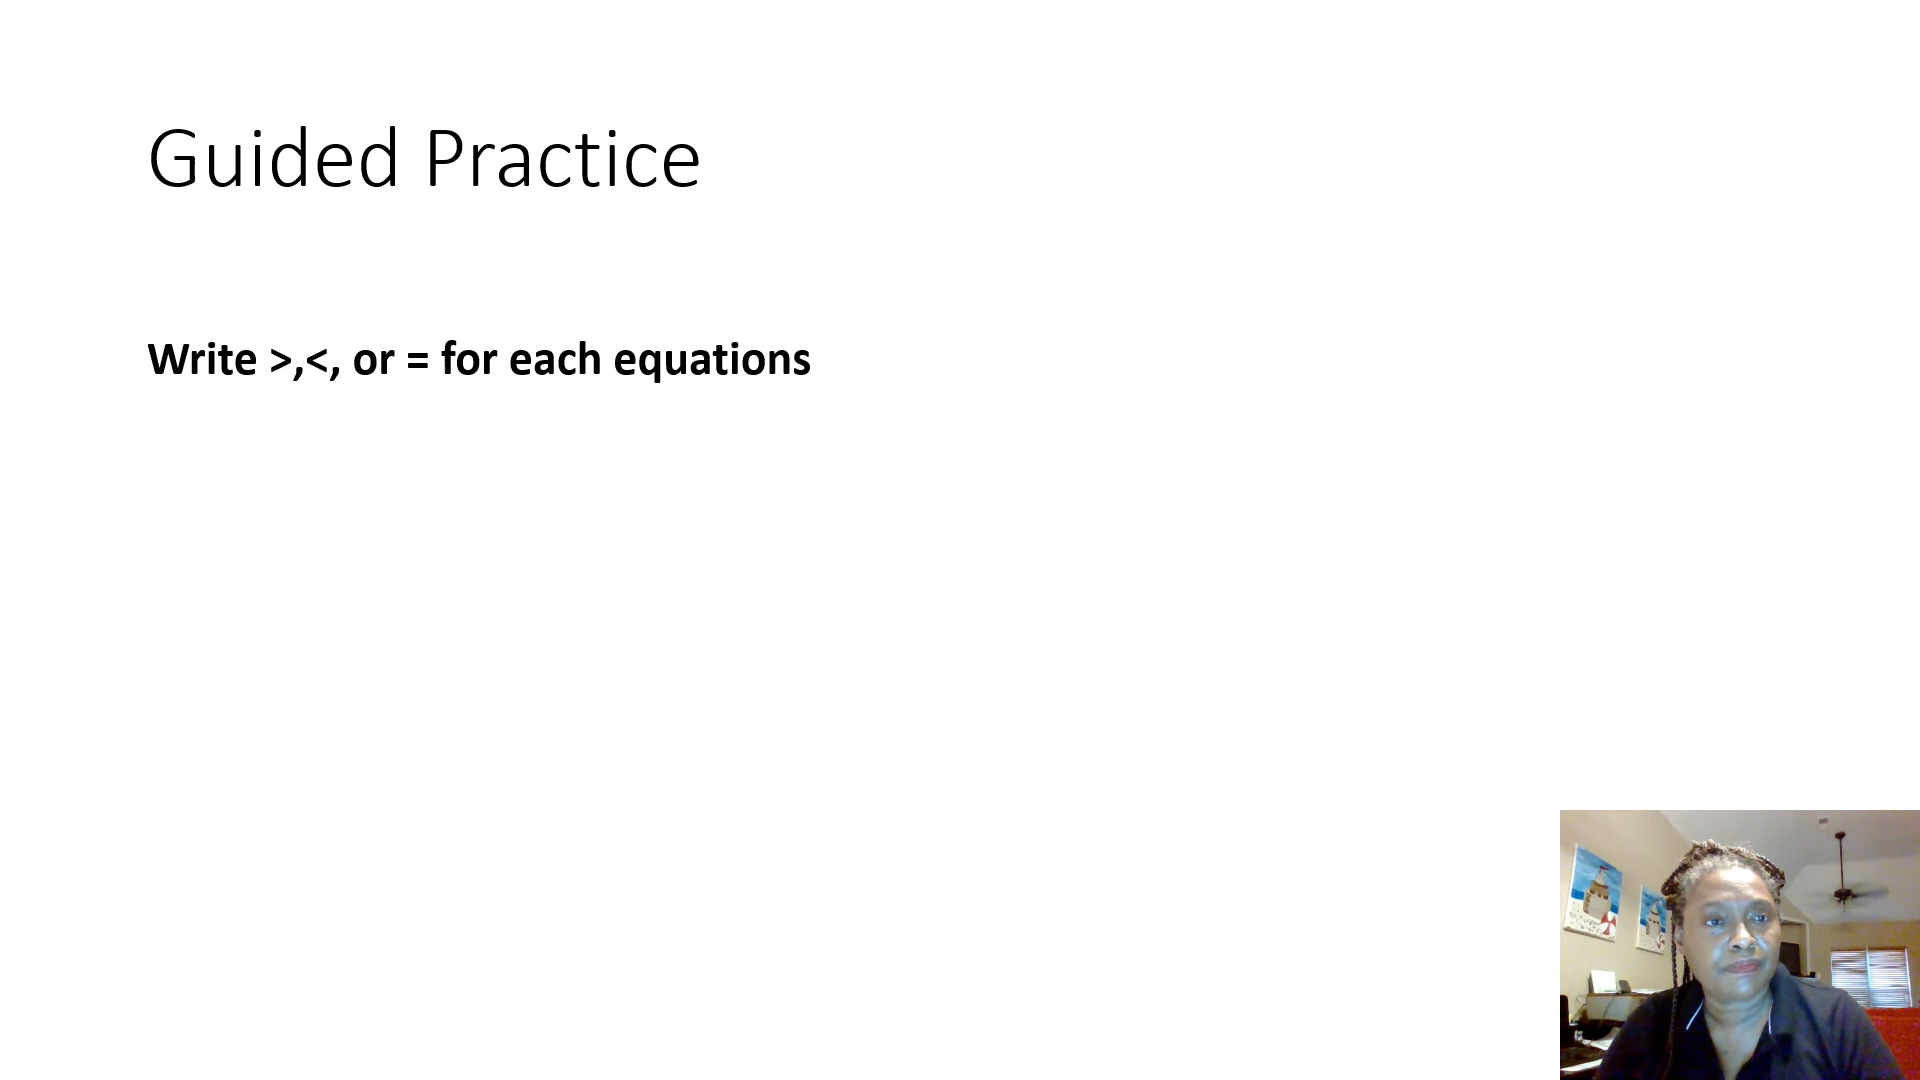 Guided Practice
Write >,<, or = for each equations